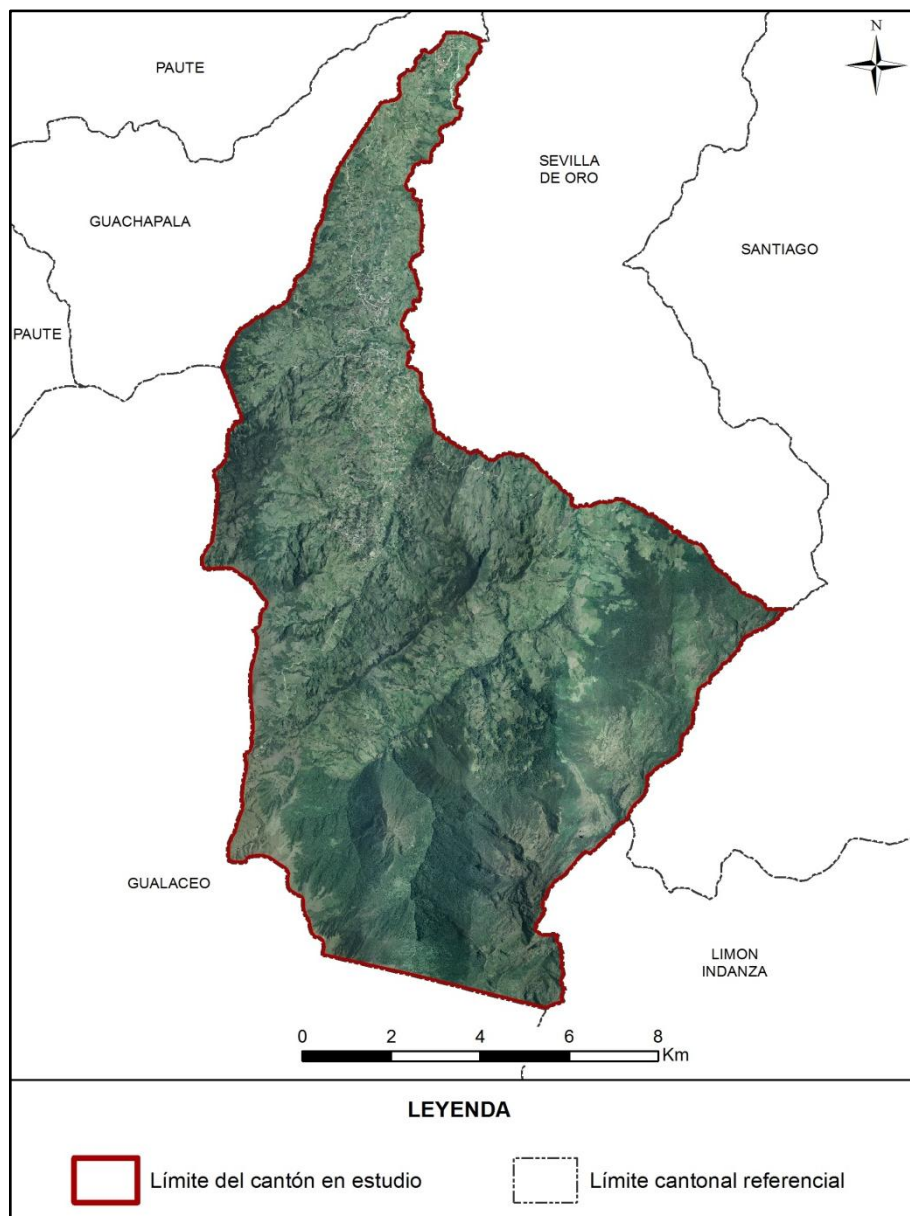 N
PAUTE
SEVILLA
DE ORO
GUACHAPALA
SANTIAGO
PAUTE
GUALACEO
LIMON
INDANZA
0 2 4 6 8
Km
LEYENDA
Límite del cantón en estudio
Límite cantonal referencial